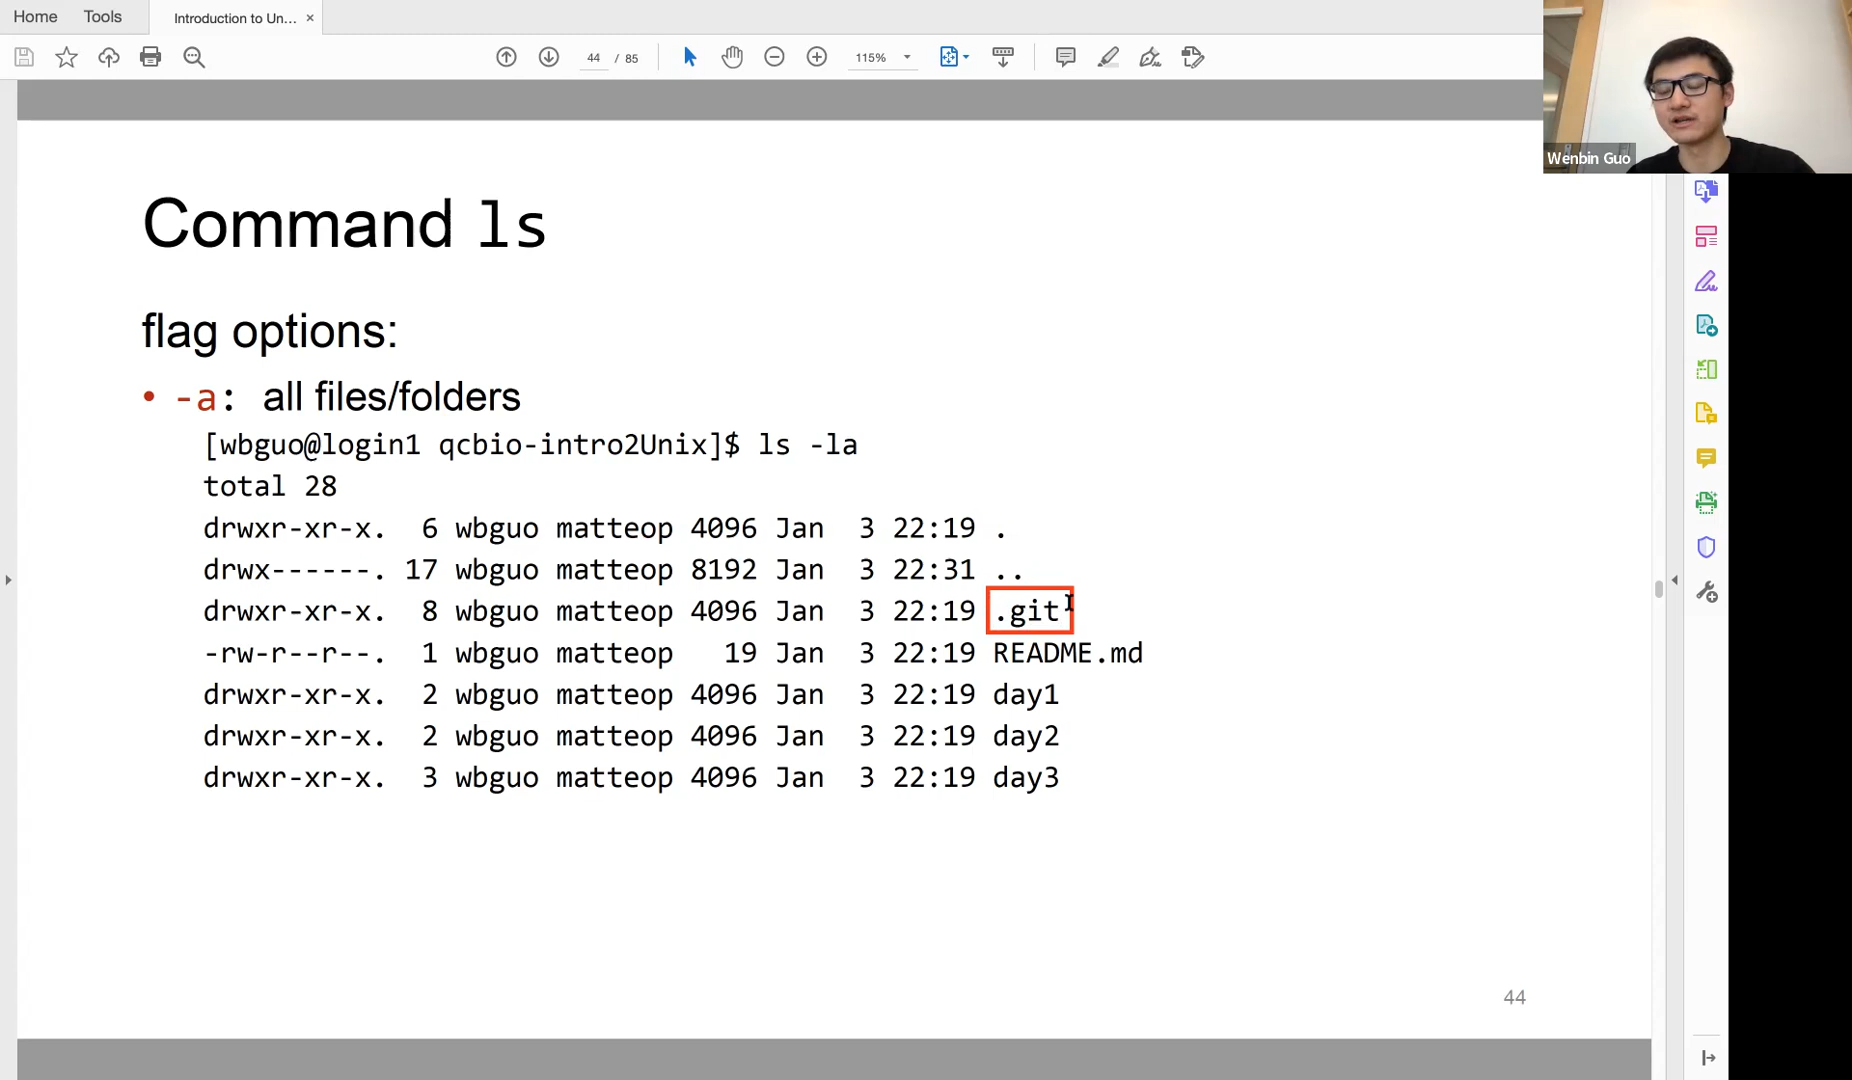 Home Tools Introduction to Un... ×
44 / 85 115%
Wenbin Guo
Command ls
flag options:
• -a: all files/folders
[wbguo@login1 qcbio-intro2Unix]$ ls -la
total 28
drwxr-xr-x. 6 wbguo matteop 4096 Jan 3 22:19 .
drwx------. 17 wbguo matteop 8192 Jan 3 22:31 ..
drwxr-xr-x. 8 wbguo matteop 4096 Jan 3 22:19 .git
-rw-r--r--. 1 wbguo matteop 19 Jan 3 22:19 README.md
drwxr-xr-x. 2 wbguo matteop 4096 Jan 3 22:19 day1
drwxr-xr-x. 2 wbguo matteop 4096 Jan 3 22:19 day2
drwxr-xr-x. 3 wbguo matteop 4096 Jan 3 22:19 day3
44